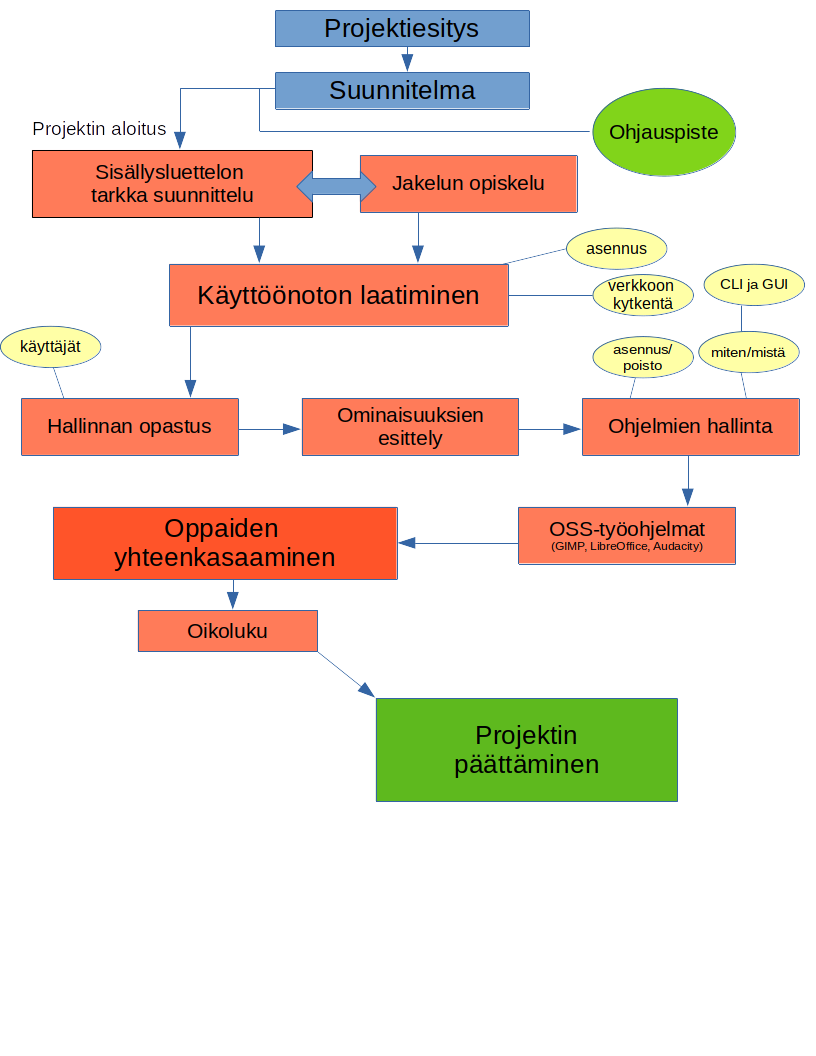 Projektiesitys
Suunnitelma
Ohjauspiste
Projektin aloitus
Sisällysluettelon
tarkka suunnittelu
Jakelun opiskelu
asennus
Käyttöönoton laatiminen
verkkoon
kytkentä
CLI ja GUI
käyttäjät
asennus/
poisto
miten/mistä
Hallinnan opastus
Ominaisuuksien
esittely
Ohjelmien hallinta
Oppaiden
yhteenkasaaminen
OSS-työohjelmat
(GIMP, LibreOffice, Audacity)
Oikoluku
Projektin
päättäminen